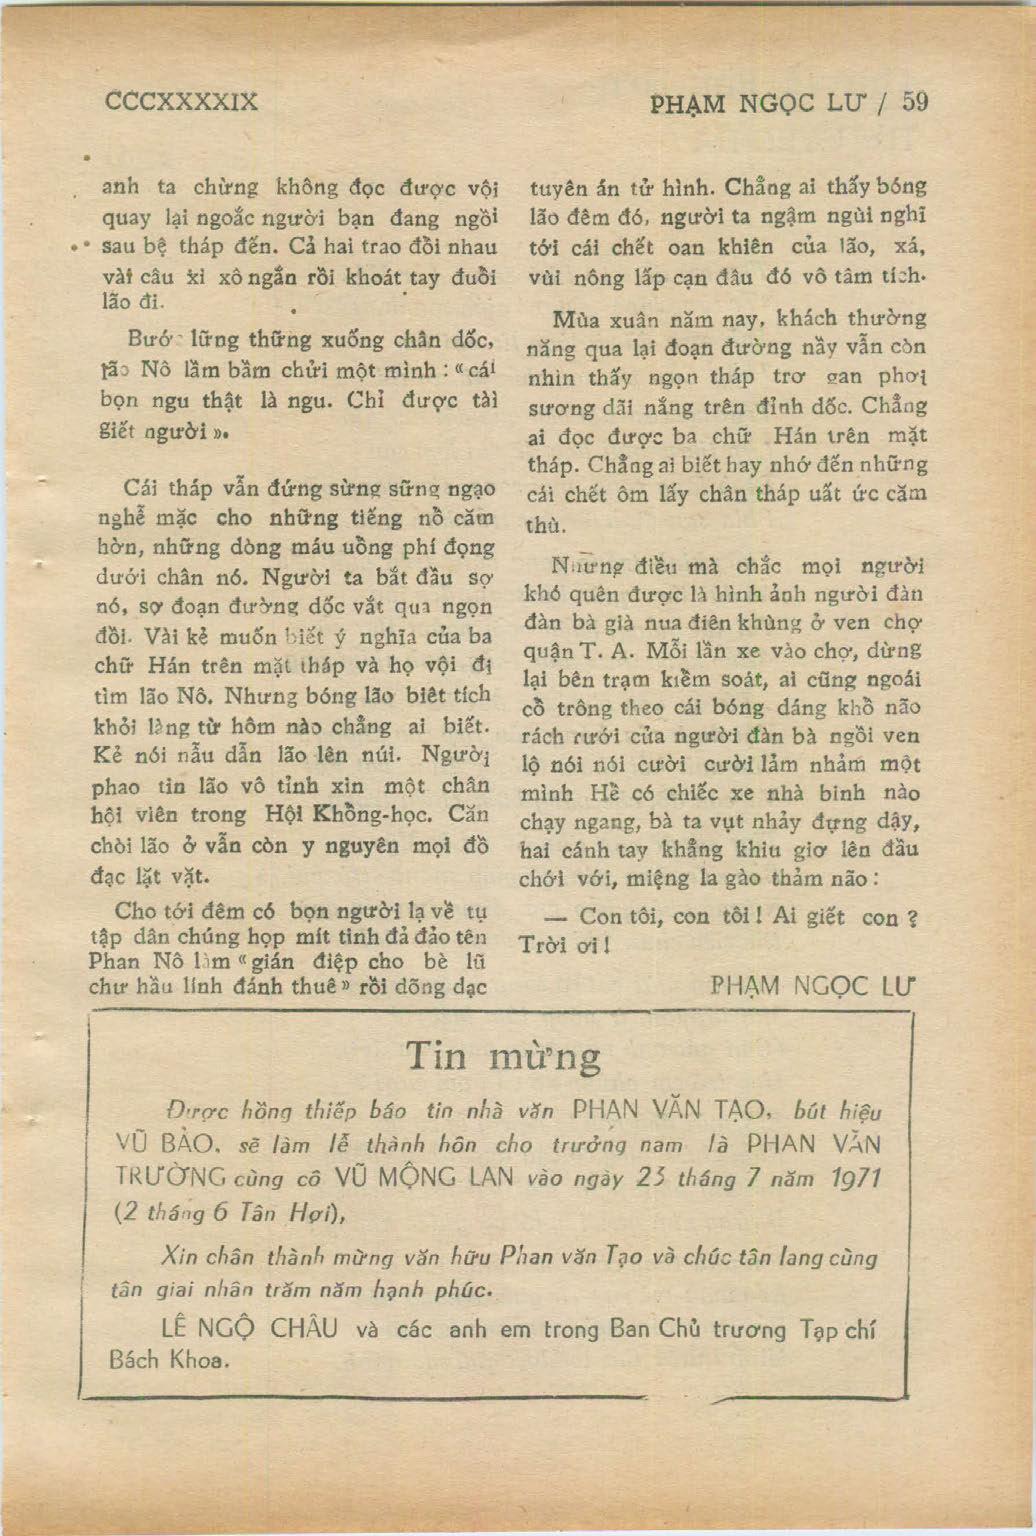 CCCXXXXIX
PHẠM NGỌC LƯ / 59
anh ta chừng không đọc được vội
quay lại ngoắc người bạn đang ngồi
sau bệ tháp đến. Cả hai trao đổi nhau
vài câu xì xồ ngắn rồi khoát tay đuổi
lão đi.
lững thững xuống chân dốc,
lão Nô lầm bầm chửi một mình : «cái
bọn ngu thật là ngu. Chỉ được tài
giết người ».
Cái tháp vẫn đứng sừng sững ngạo
nghễ mặc cho những tiếng nổ căm
hờn, những dòng máu uổng phí đọng
dưới chân nó. Người ta bắt đầu sợ
nó, sợ đoạn đường dốc vắt qua ngọn
đồi. Vài kẻ muốn biết ý nghĩa của ba
chữ Hán trên mặt tháp và họ vội đi
tìm lão Nô. Nhưng bóng lão biêt tích
khỏi làng từ hôm nào chẳng ai biết.
Kẻ nói nẫu dẫn lão lên núi. Người
phao tin lão vô tỉnh xin một chân
hội viên trong Hội Khổng-học. Căn
chòi lão ở vẫn còn y nguyên mọi đồ
đạc lặt vặt.
Cho tới đêm có bọn người lạ về tụ
tập dân chúng họp mít tinh đả đảo tên
Phan Nô làm «gián điệp cho bè lũ
chư hầu lính đánh thuê» rồi dõng dạc
tuyên án tử hình. Chẳng ai thấy bóng
lão đêm đó, người ta ngậm ngùi nghĩ
tới cái chết oan khiên của lão, xá,
vùi nông lấp cạn đâu đó vô tâm tích.
Mùa xuân năm nay, khách thường
năng qua lại đoạn đường nầy vẫn còn
nhìn thấy ngọn tháp trơ gan phơi
sương dãi nắng trên đỉnh dốc. Chẳng
ai đọc được ba chữ Hán trên mặt
tháp. Chẳng ai biết hay nhớ đến những
cái chết ôm lấy chân tháp uất ức căm
thù.
Nhưng điều mà chắc mọi người
khó quên được là hình ảnh người đàn
đàn bà già nua điên khùng ở ven chợ
quận T. A. Mỗi lần xe vào chợ, dừng
lại bên trạm kiểm soát, ai cũng ngoái
cổ trông theo cái bóng dáng khổ não
rách rưới của người đàn bà ngồi ven
lộ nói nói cười cười lảm nhảm một
mình Hễ có chiếc xe nhà binh nào
chạy ngang, bà ta vụt nhảy đựng dậy,
hai cánh tay khẳng khiu giơ lên đầu
chới với, miệng la gào thảm não :
— Con tôi, con tôi ! Ai giết con ?
Trời ơi !
PHẠM NGỌC LƯ
Tin mừng
Được hồng thiếp báo tin nhà văn PHAN VĂN TẠO, bút hiệu
VŨ BẢO, sẽ làm lễ thành hôn cho trưởng nam là PHAN VĂN
TRƯỜNG cùng cô VŨ MỘNG LAN vào ngày 23 tháng 7 năm 1971
(2 tháng 6 Tân Hợi),
Xin chân thành mừng văn hữu Phan văn Tạo và chúc tân lang cùng
tân giai nhân trăm năm hạnh phúc.
LÊ NGỘ CHÂU và các anh em trong Ban Chủ trương Tạp chí
Bách Khoa.